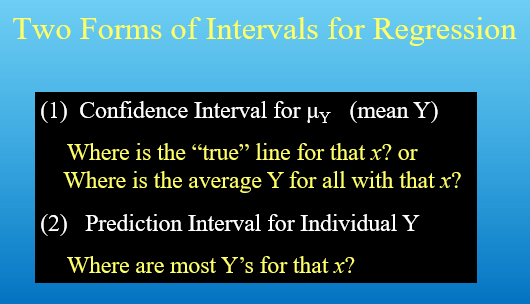 Two Forms of Intervals for Regression
(1) Confidence Interval for μY (mean Y)
Where is the “true” line for that x? or
Where is the average Y for all with that x?
(2) Prediction Interval for Individual Y
Where are most Y’s for that x?